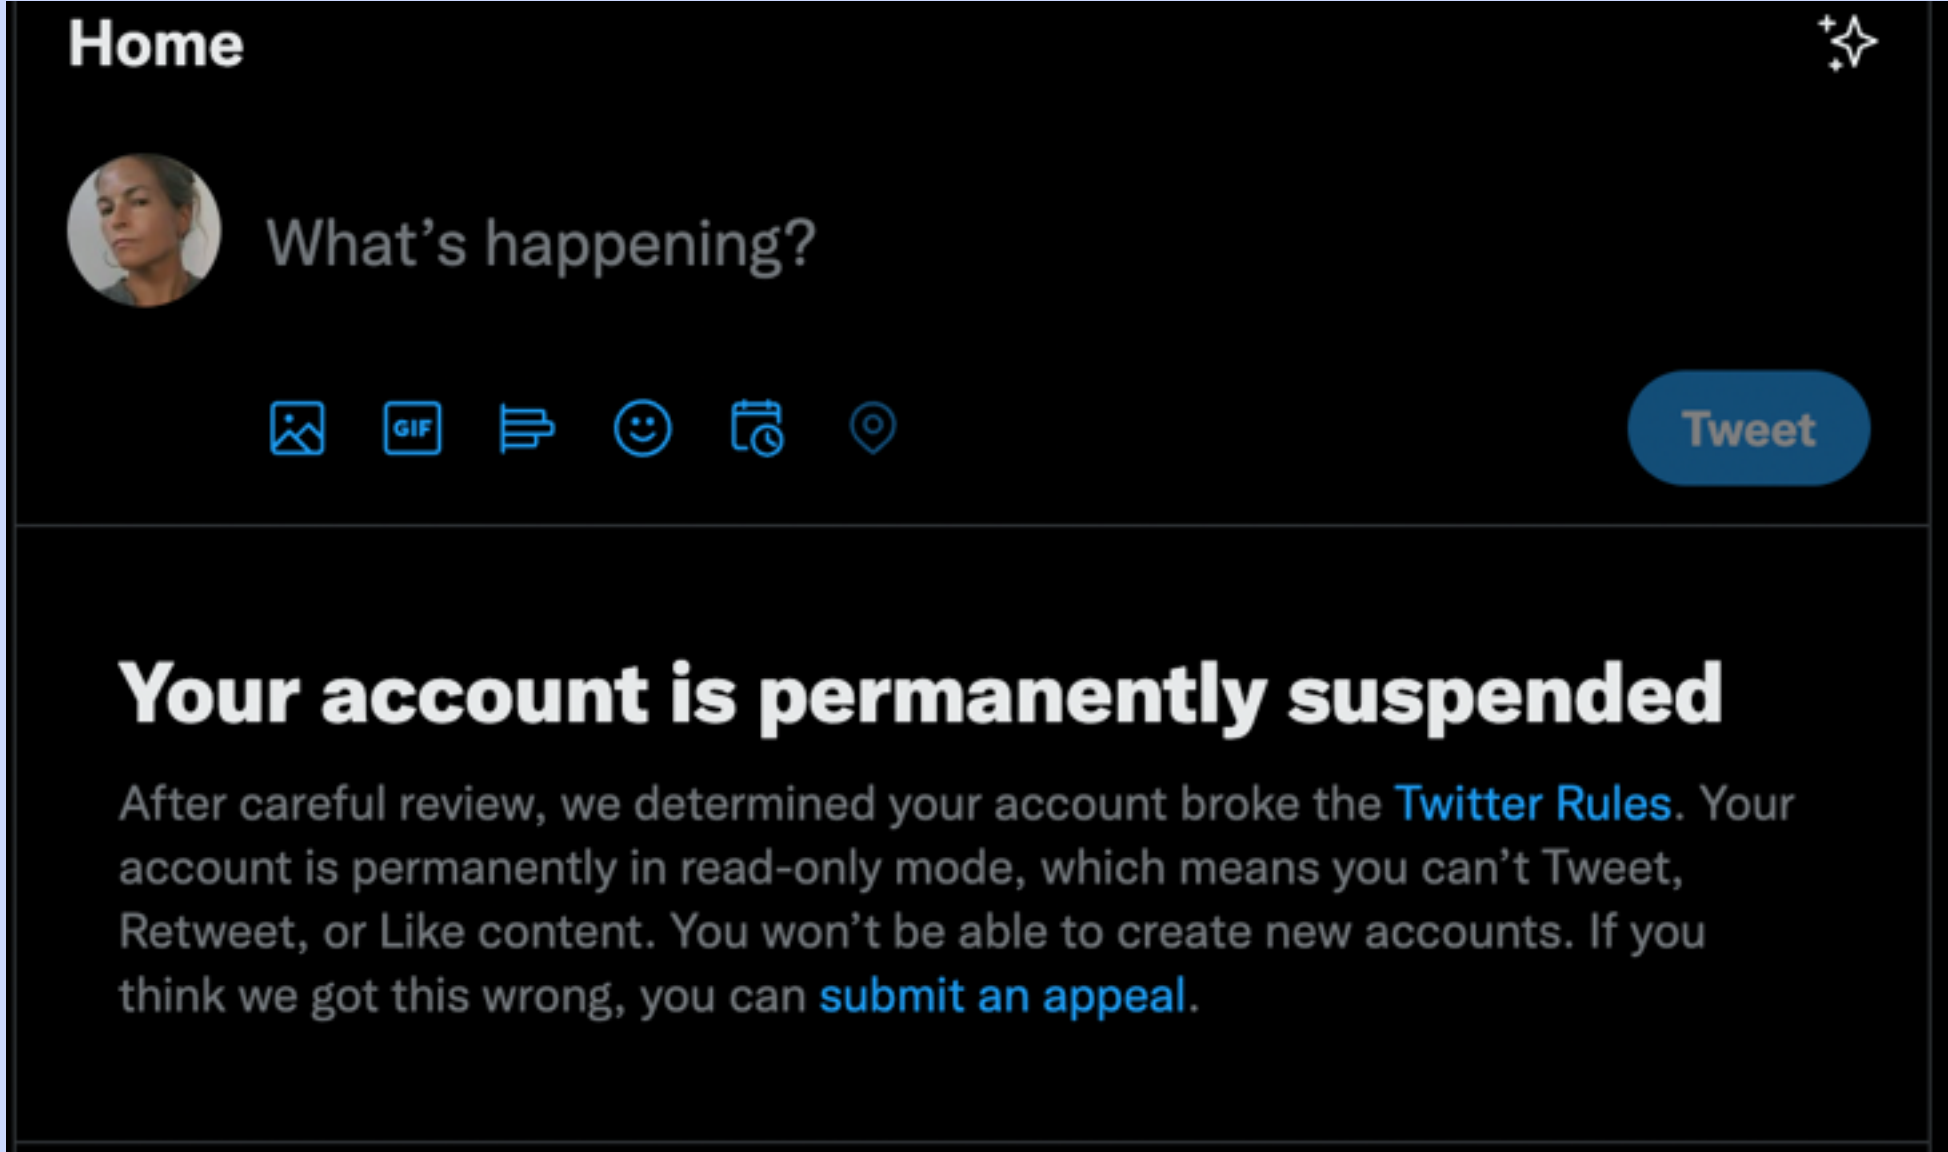 Home
What’s happening?
GIF
Tweet
Your account is permanently suspended
After careful review, we determined your account broke the Twitter Rules. Your
account is permanently in read-only mode, which means you can’t Tweet,
Retweet, or Like content. You won’t be able to create new accounts. If you
think we got this wrong, you can submit an appeal.